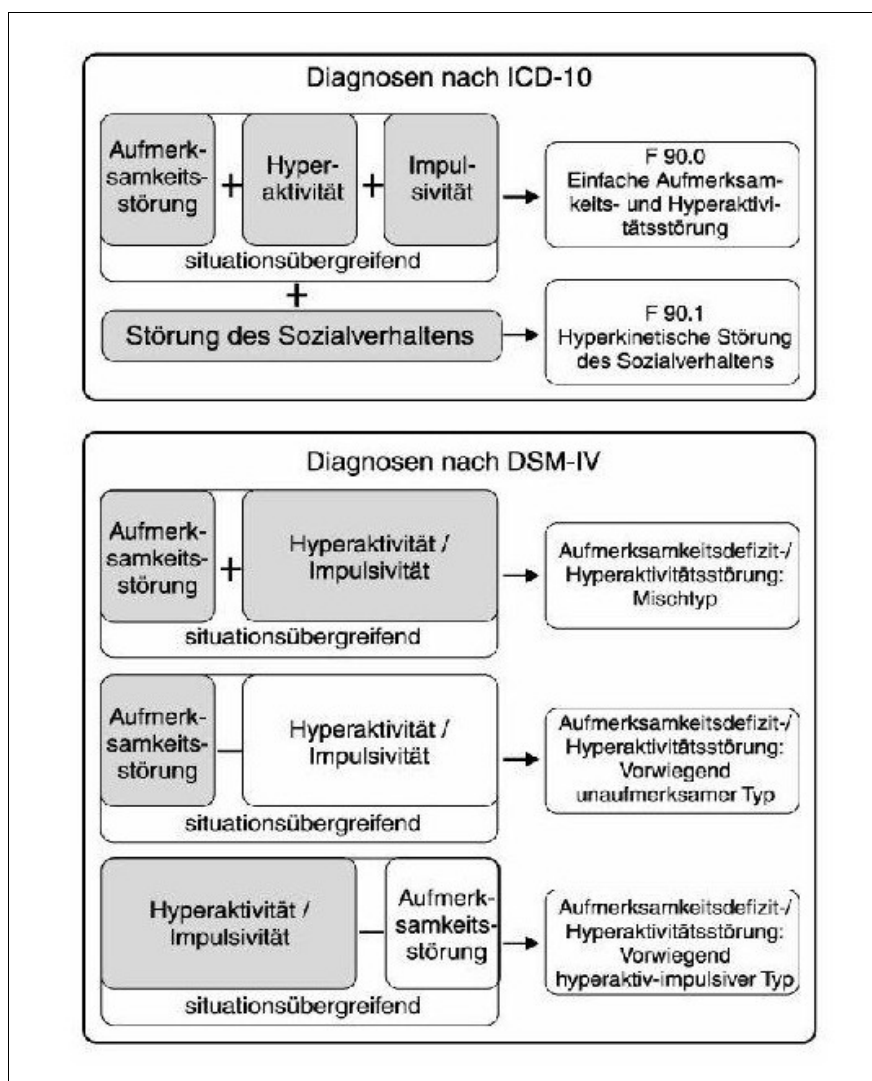 Diagnosen nach ICD-10
Aufmerk-
samkeits-
störung
+
Hyper-
aktivität
+
Impul-
sivität
situationsübergreifend
F 90.0
Einfache Aufmerksam-
keits- und Hyperaktivi-
tätsstörung
+
Störung des Sozialverhaltens
F 90.1
Hyperkinetische Störung
des Sozialverhaltens
Diagnosen nach DSM-IV
Aufmerk-
samkeits-
störung
+
Hyperaktivität /
Impulsivität
situationsübergreifend
Aufmerksamkeitsdefizit-/
Hyperaktivitätsstörung:
Mischtyp
Aufmerk-
samkeits-
störung
—
Hyperaktivität /
Impulsivität
situationsübergreifend
Aufmerksamkeitsdefizit-/
Hyperaktivitätsstörung:
Vorwiegend
unaufmerksamer Typ
Hyperaktivität /
Impulsivität
—
Aufmerk-
samkeits-
störung
situationsübergreifend
Aufmerksamkeitsdefizit-/
Hyperaktivitätsstörung:
Vorwiegend
hyperaktiv-impulsiver Typ